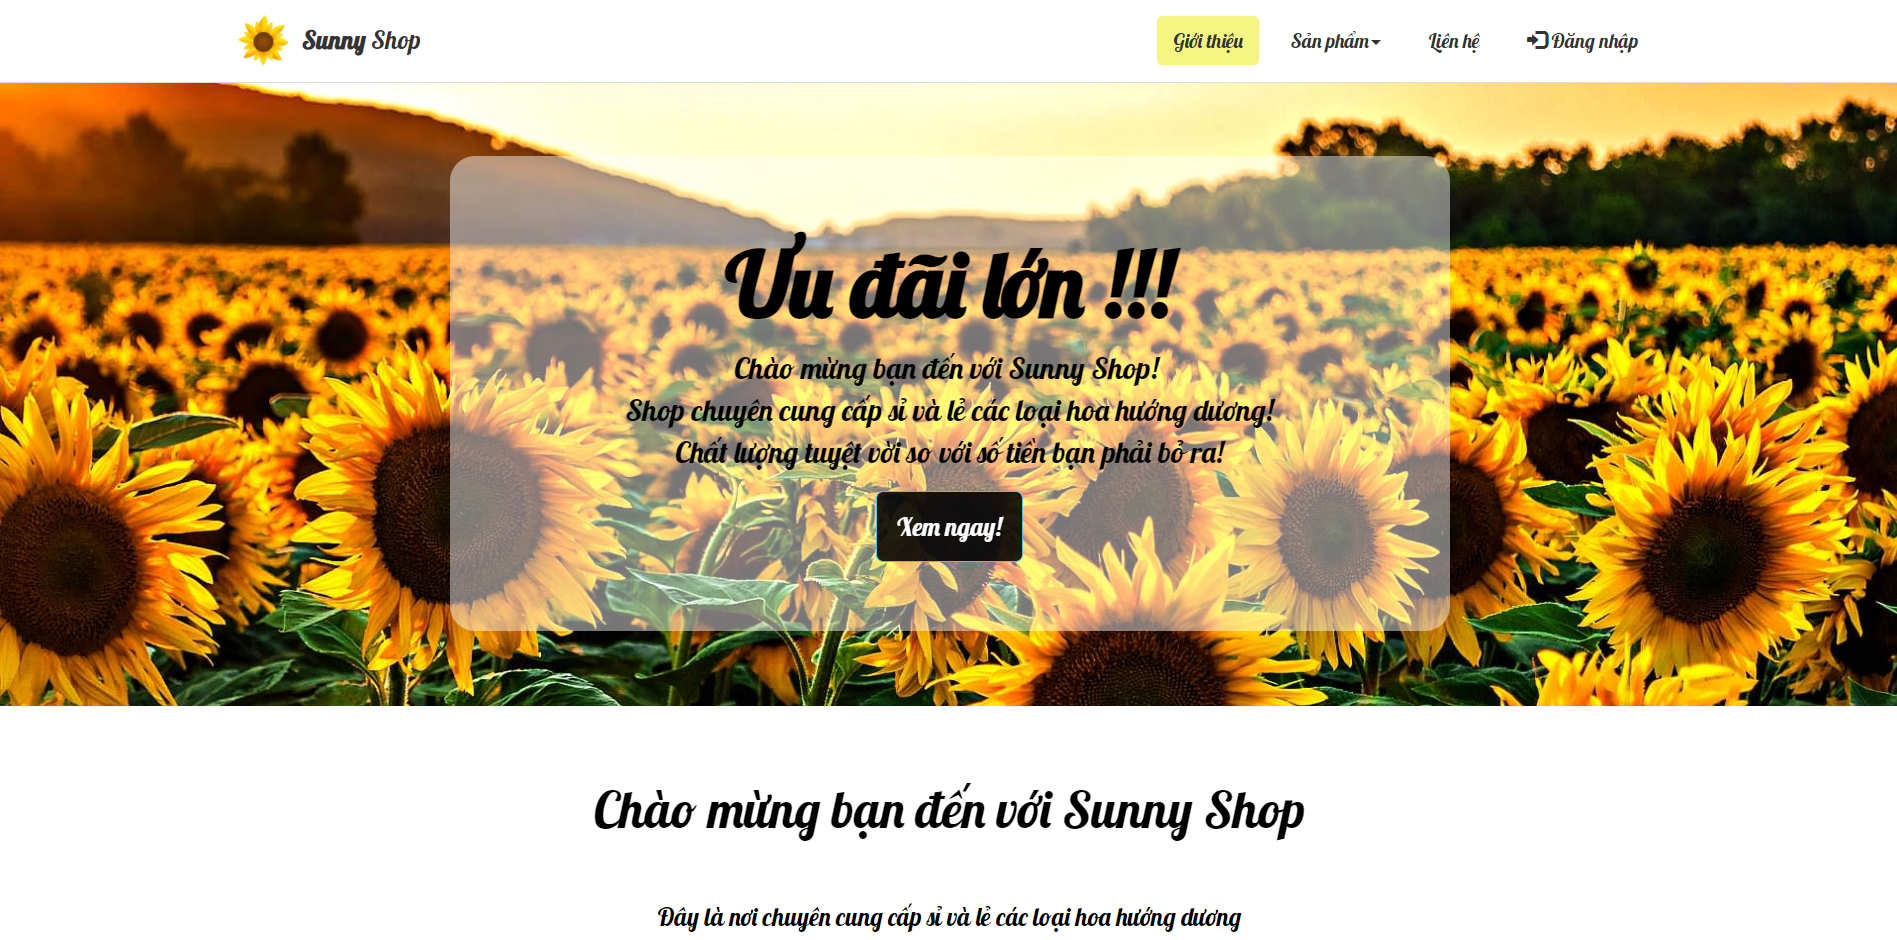 Sunny Shop
Giới thiệu
Sản phẩm
Liên hệ
Đăng nhập
Ưu đãi lớn !!!
Chào mừng bạn đến với Sunny Shop!
Shop chuyên cung cấp sỉ và lẻ các loại hoa hướng dương!
Chất lượng tuyệt vời so với số tiền bạn phải bỏ ra!
Xem ngay!
Chào mừng bạn đến với Sunny Shop
Đây là nơi chuyên cung cấp sỉ và lẻ các loại hoa hướng dương